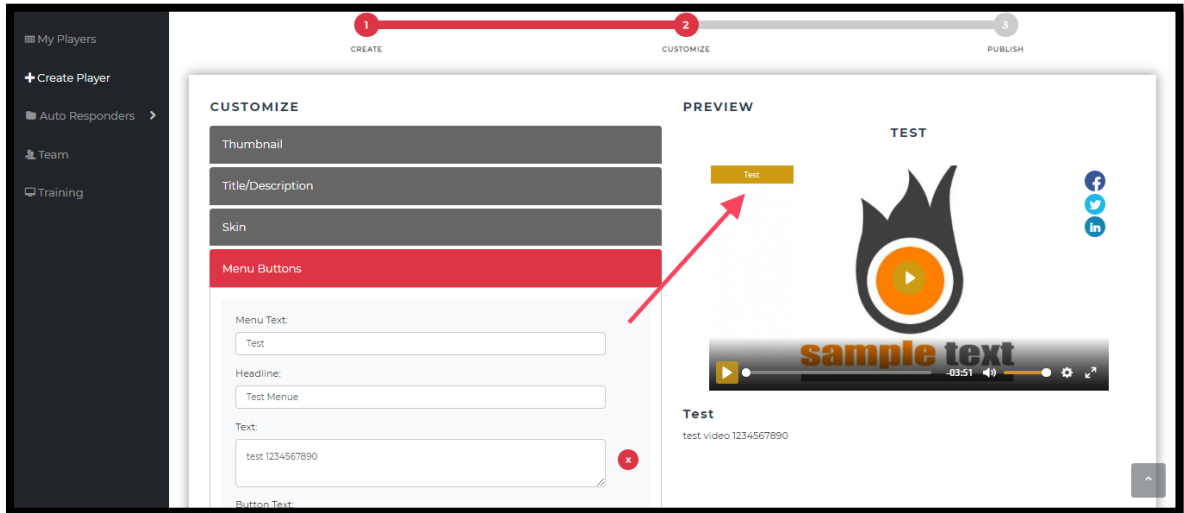 My Players
Create Player
Auto Responders
Team
Training
1
2
3
CREATE
CUSTOMIZE
PUBLISH
CUSTOMIZE
Thumbnail
Title/Description
Skin
Menu Buttons
Menu Text:
Test
Headline:
Test Menue
Text:
test 1234567890
x
Button Text:
PREVIEW
TEST
Test
sample text
-03:51
Test
test video 1234567890